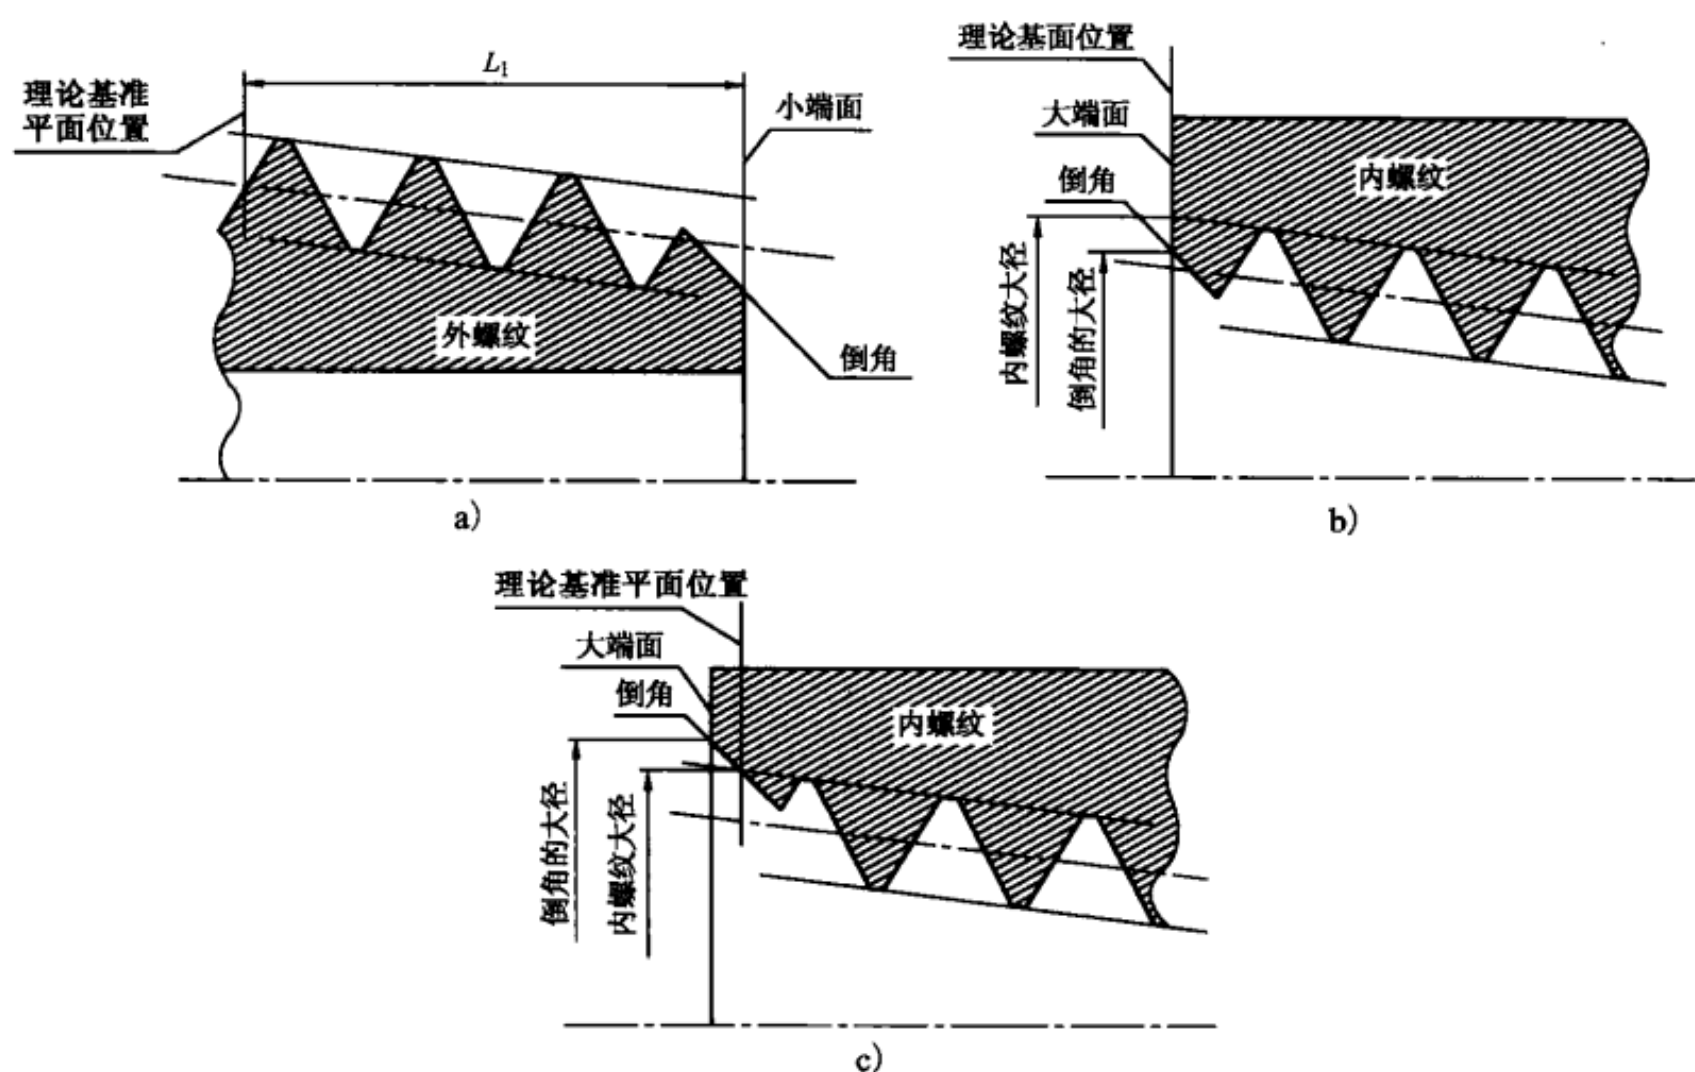 L1
理论基准
平面位置
小端面
外螺纹
倒角
a)
理论基面位置
大端面
倒角
内螺纹
内螺纹大径
倒角的大径
b)
理论基准平面位置
大端面
倒角
内螺纹
倒角的大径
内螺纹大径
c)